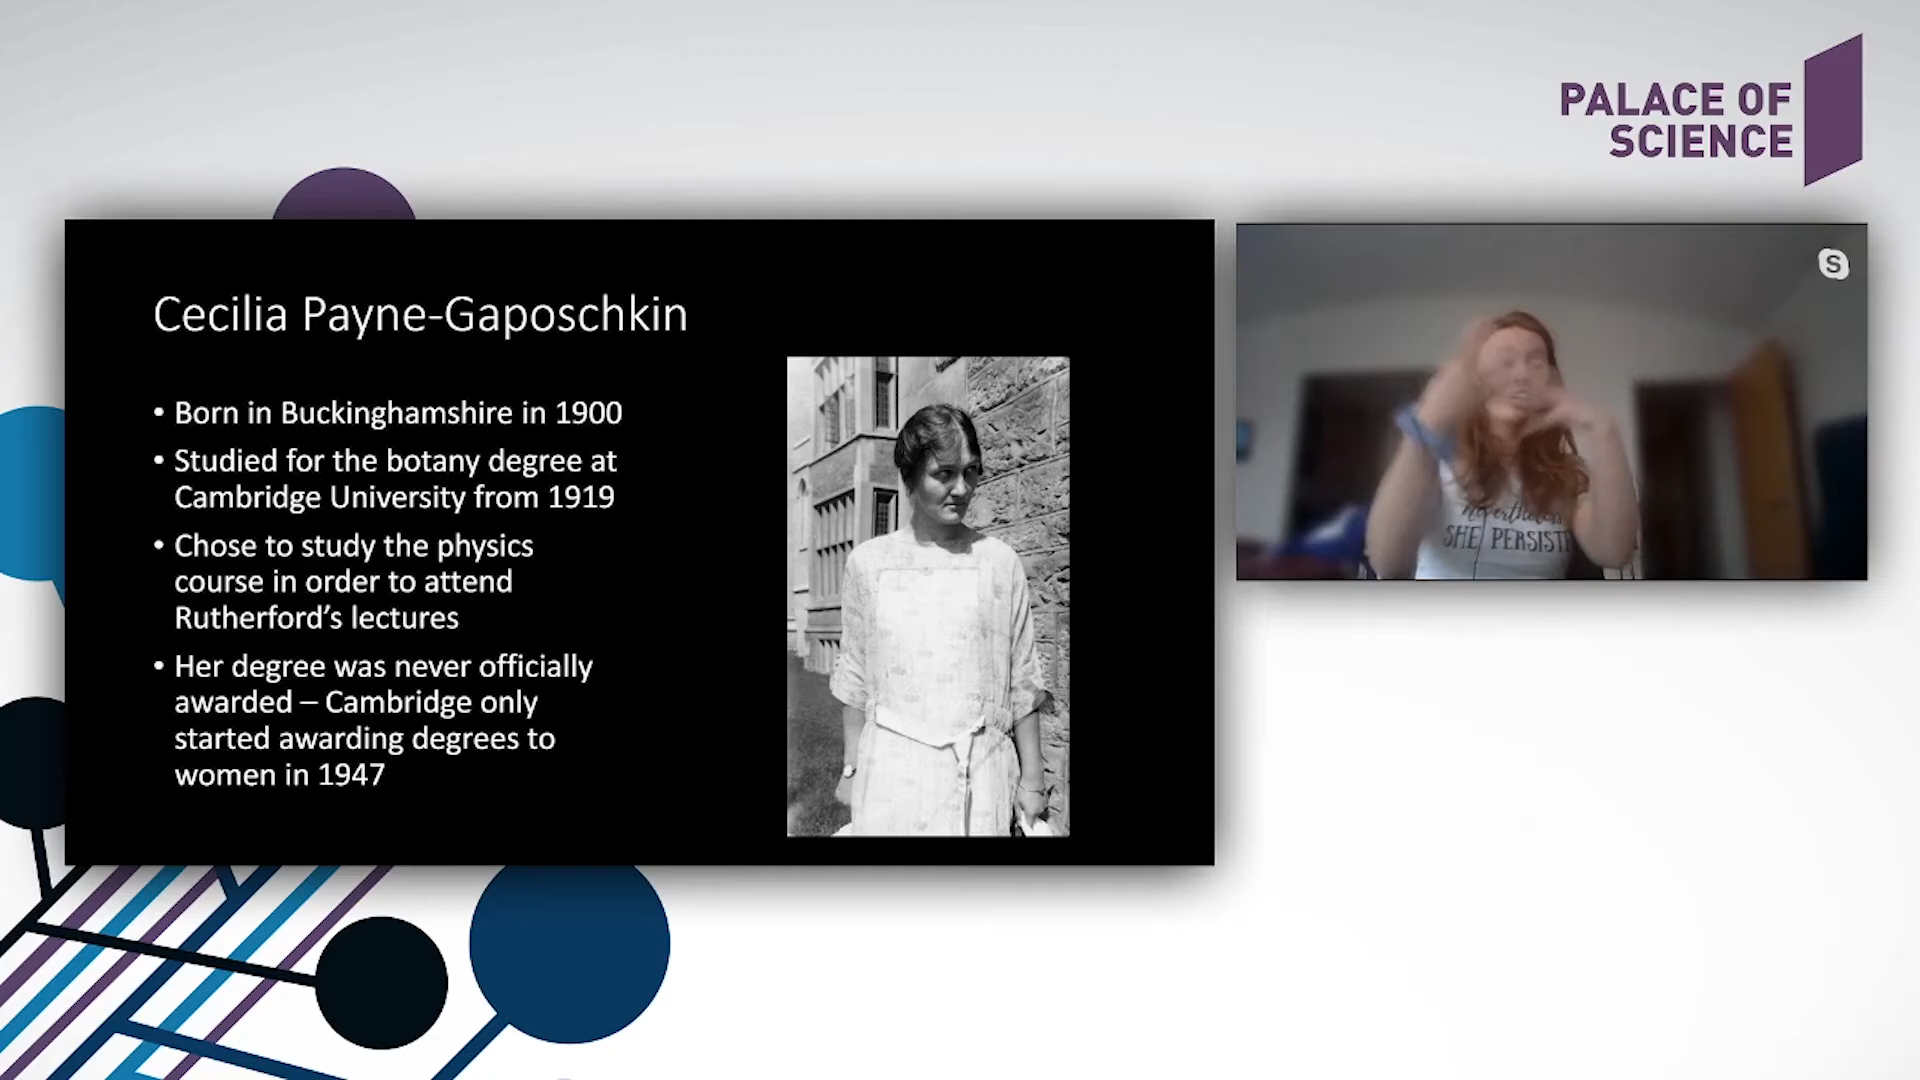 PALACE OF
SCIENCE
Cecilia Payne-Gaposchkin
• Born in Buckinghamshire in 1900
• Studied for the botany degree at
Cambridge University from 1919
• Chose to study the physics
course in order to attend
Rutherford’s lectures
• Her degree was never officially
awarded – Cambridge only
started awarding degrees to
women in 1947
S
SHE PERSIST